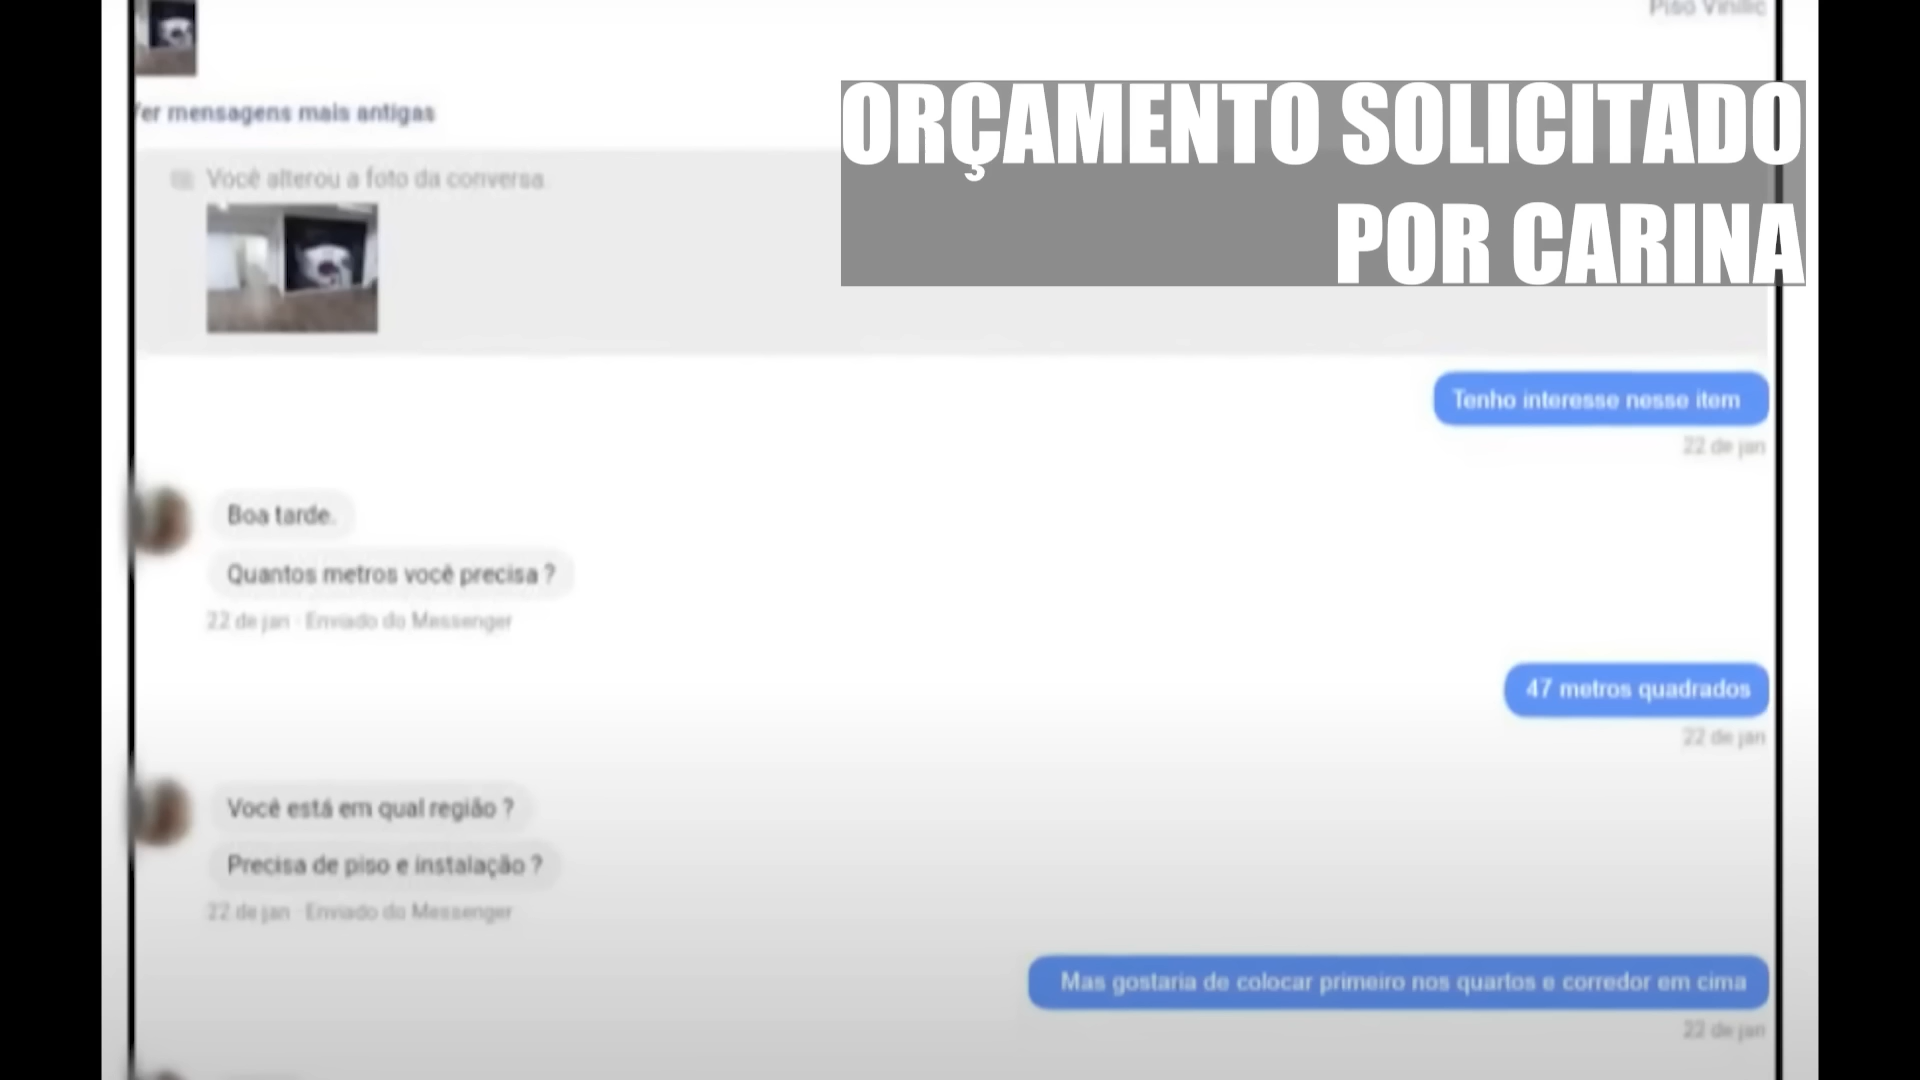 Piso Vinílic
ORÇAMENTO SOLICITADO
POR CARINA
er mensagens mais antigas
Você alterou a foto da conversa.
Tenho interesse nesse item
22 de jan
Boa tarde.
Quantos metros você precisa ?
22 de jan · Enviado do Messenger
47 metros quadrados
22 de jan
Você está em qual região ?
Precisa de piso e instalação ?
22 de jan · Enviado do Messenger
Mas gostaria de colocar primeiro nos quartos e corredor em cima
22 de jan